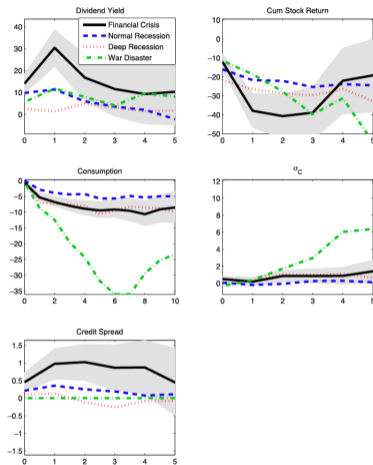 Dividend Yield
Financial Crisis
Normal Recession
Deep Recession
War Disaster
40
30
20
10
0
0 1 2 3 4 5
Cum Stock Return
10
0
−10
−20
−30
−40
−50
0 1 2 3 4 5
Consumption
0
−5
−10
−15
−20
−25
−30
−35
0 2 4 6 8 10
σC
12
10
8
6
4
2
0
0 1 2 3 4 5
Credit Spread
1.5
1
0.5
0
−0.5
−1
−1.5
0 1 2 3 4 5